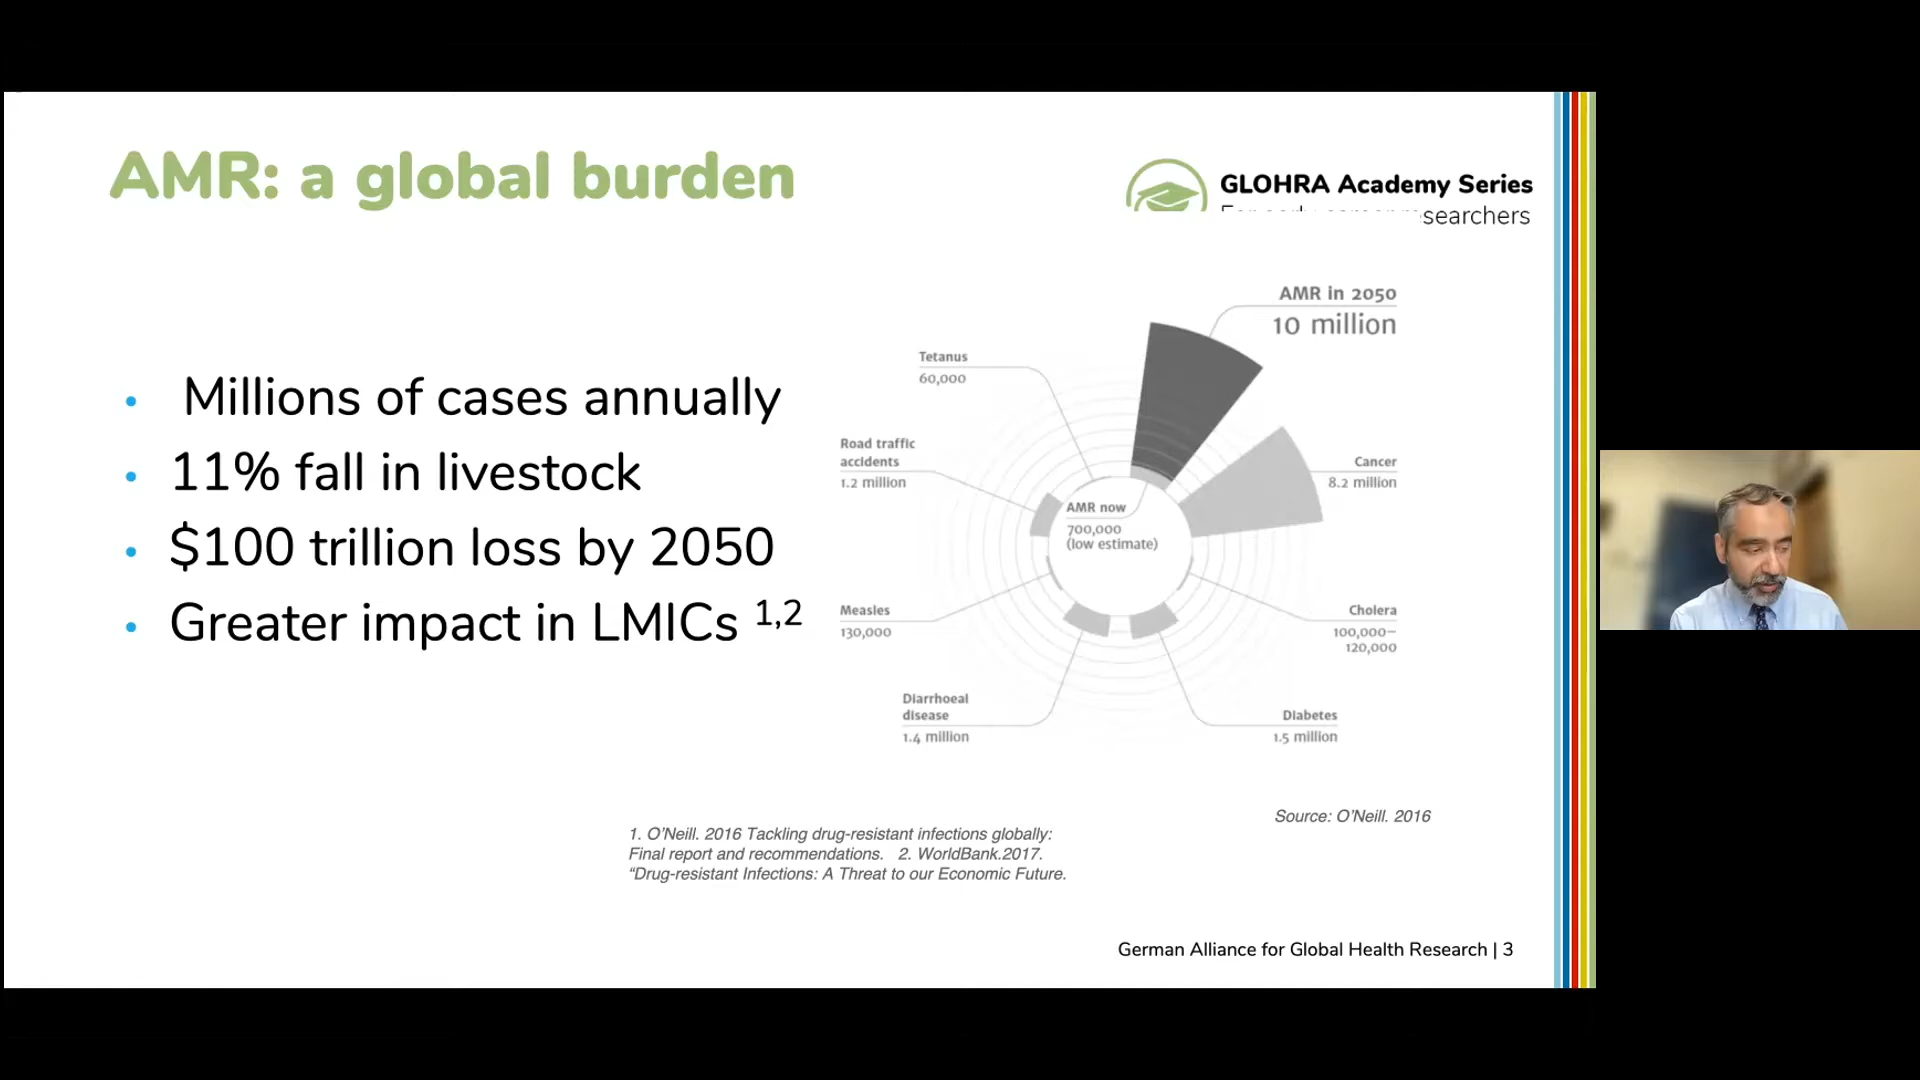 AMR: a global burden
GLOHRA Academy Series
searchers
• Millions of cases annually
• 11% fall in livestock
• $100 trillion loss by 2050
• Greater impact in LMICs 1,2
AMR in 2050
10 million
Tetanus
60,000
Road traffic
accidents
1.2 million
Cancer
8.2 million
AMR now
700,000
(low estimate)
Measles
130,000
Cholera
100,000–
120,000
Diarrhoeal
disease
1.4 million
Diabetes
1.5 million
Source: O'Neill. 2016
1. O'Neill. 2016 Tackling drug-resistant infections globally:
Final report and recommendations. 2. WorldBank.2017.
“Drug-resistant Infections: A Threat to our Economic Future.
German Alliance for Global Health Research | 3